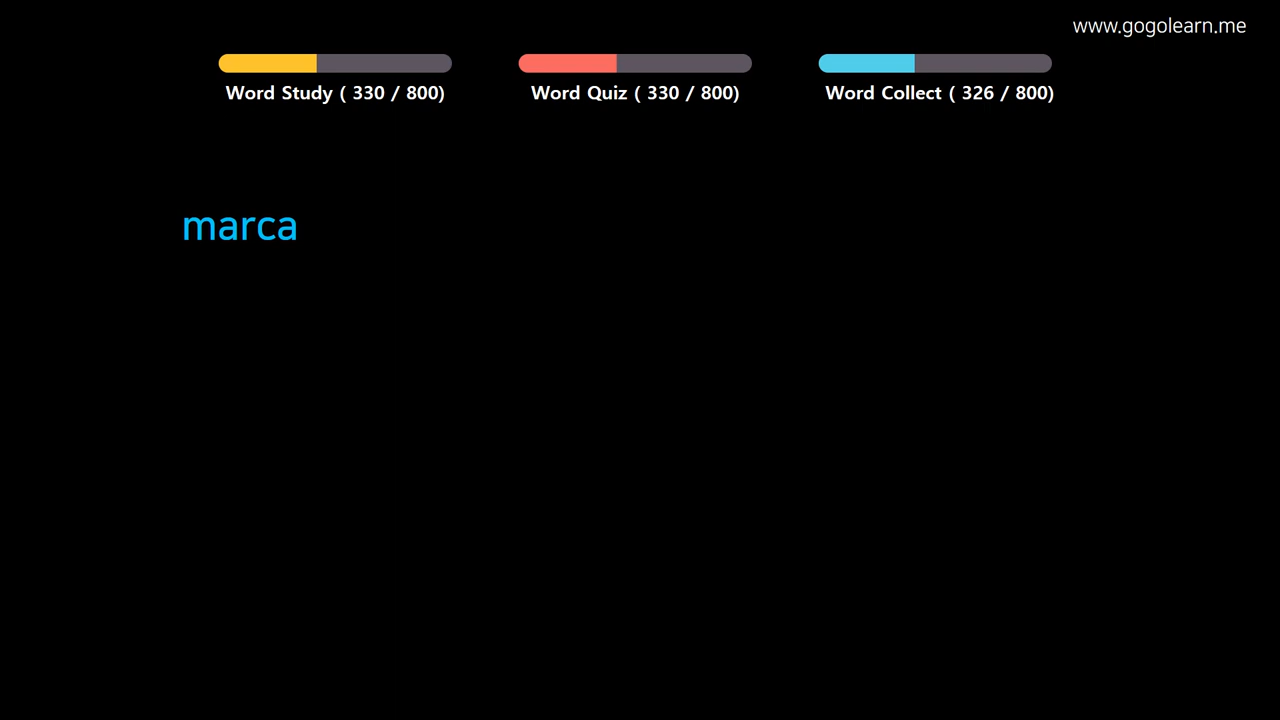 www.gogolearn.me
Word Study ( 330 / 800)
Word Quiz ( 330 / 800)
Word Collect ( 326 / 800)
marca